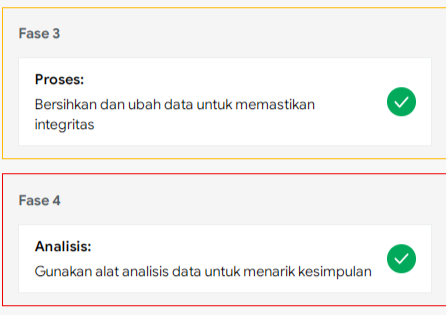 Fase 3
Proses:
Bersihkan dan ubah data untuk memastikan
integritas
Fase 4
Analisis:
Gunakan alat analisis data untuk menarik kesimpulan